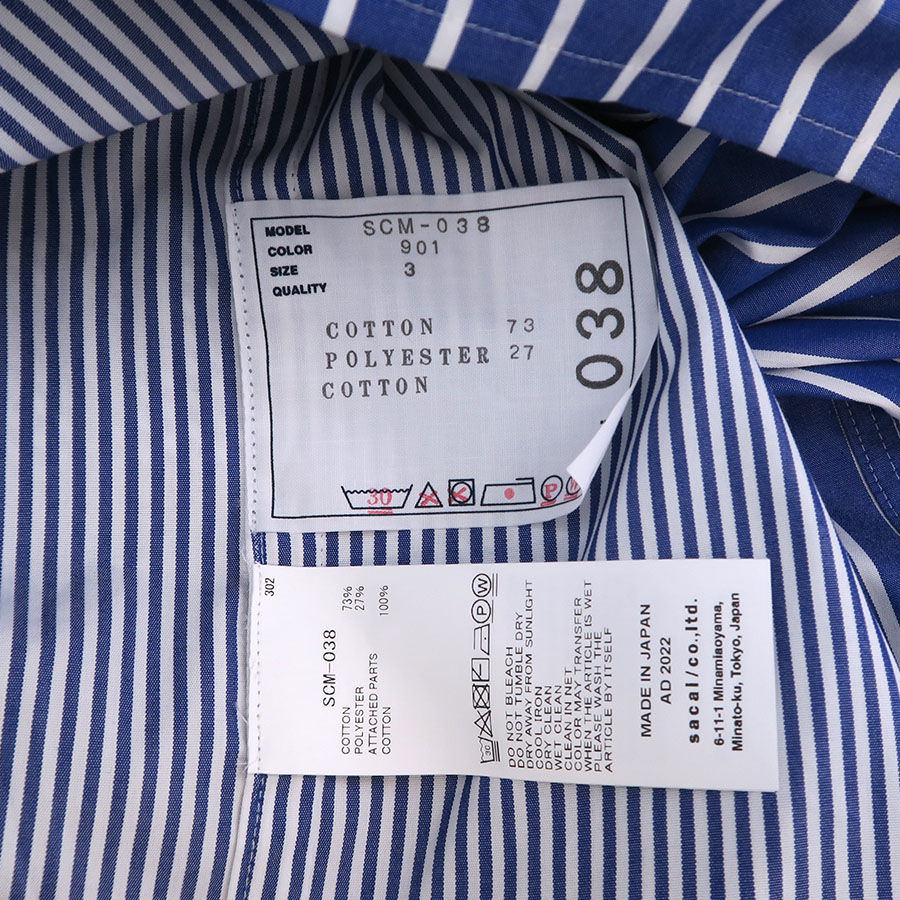 MODEL SCM-038
COLOR 901
SIZE 3
QUALITY
COTTON 73
POLYESTER 27
COTTON
038
30
P
302
SCM-038
COTTON 73%
POLYESTER 27%
ATTACHED PARTS
COTTON 100%
30
P W
DO NOT BLEACH
DO NOT TUMBLE DRY
DRY AWAY FROM SUNLIGHT
COOL IRON
DRY CLEAN
WET CLEAN
CLEAN IN NET
COLOR MAY TRANSFER
WHEN THE ARTICLE IS WET
PLEASE WASH THE
ARTICLE BY ITSELF
MADE IN JAPAN
AD 2022
sacai/co.,ltd.
6-11-1 Minamiaoyama,
Minato-ku, Tokyo, Japan